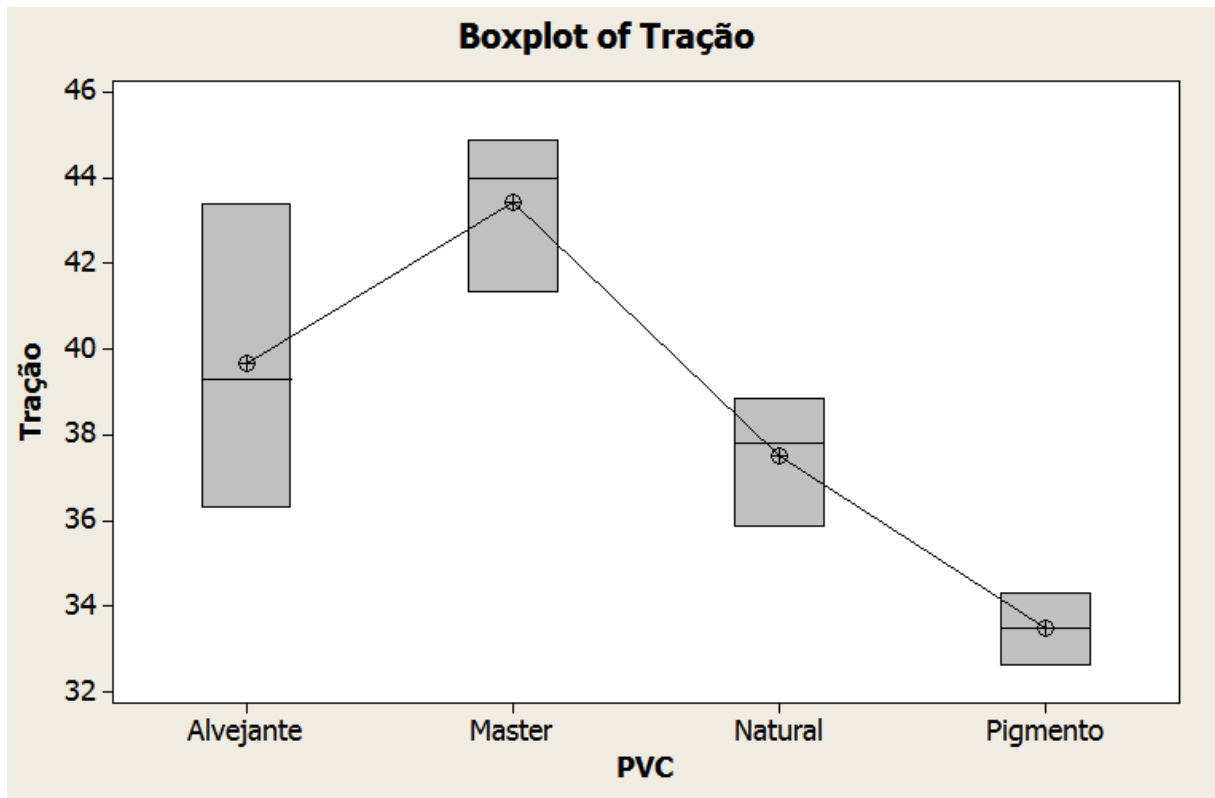 Boxplot of Tração
46
44
42
40
38
36
34
32
Tração
Alvejante Master Natural Pigmento
PVC